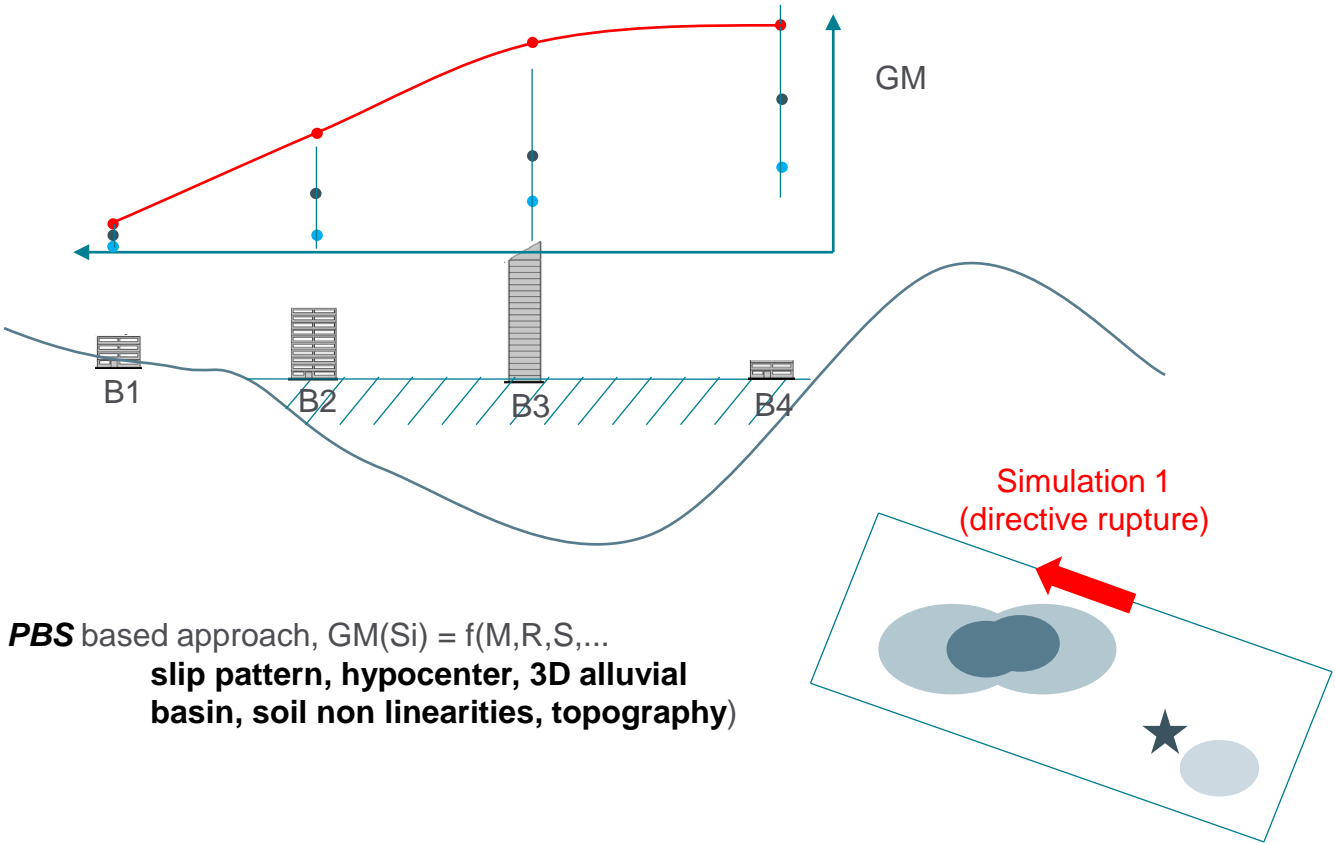 GM
B1
B2
B3
B4
Simulation 1
(directive rupture)
PBS based approach, GM(Si) = f(M,R,S,...
slip pattern, hypocenter, 3D alluvial
basin, soil non linearities, topography)